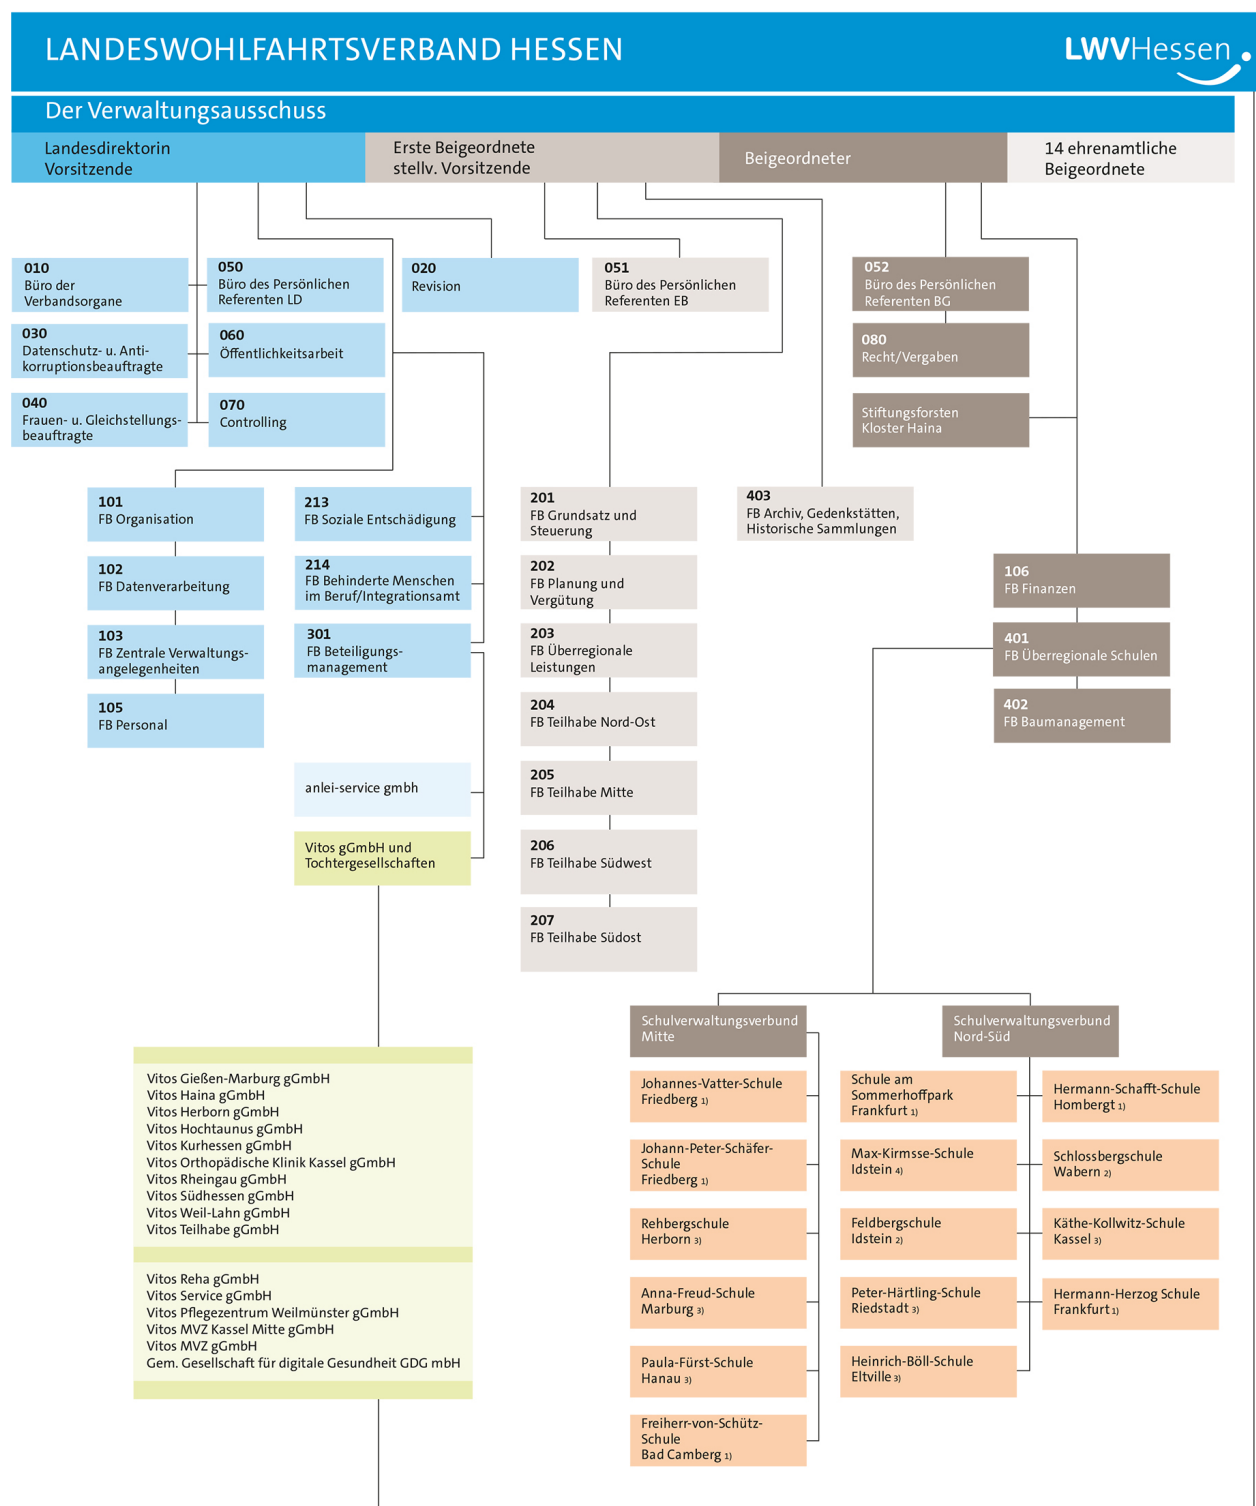 LANDESWOHLFAHRTSVERBAND HESSEN
LWVHessen
Der Verwaltungsausschuss
Landesdirektorin
Vorsitzende
Erste Beigeordnete
stellv. Vorsitzende
Beigeordneter
14 ehrenamtliche
Beigeordnete
010
Büro der
Verbandsorgane
050
Büro des Persönlichen
Referenten LD
020
Revision
051
Büro des Persönlichen
Referenten EB
052
Büro des Persönlichen
Referenten BG
030
Datenschutz- u. Anti-
korruptionsbeauftragte
060
Öffentlichkeitsarbeit
080
Recht/Vergaben
040
Frauen- u. Gleichstellungs-
beauftragte
070
Controlling
Stiftungsforsten
Kloster Haina
101
FB Organisation
213
FB Soziale Entschädigung
201
FB Grundsatz und
Steuerung
403
FB Archiv, Gedenkstätten,
Historische Sammlungen
102
FB Datenverarbeitung
214
FB Behinderte Menschen
im Beruf/Integrationsamt
202
FB Planung und
Vergütung
106
FB Finanzen
103
FB Zentrale Verwaltungs-
angelegenheiten
301
FB Beteiligungs-
management
203
FB Überregionale
Leistungen
401
FB Überregionale Schulen
105
FB Personal
204
FB Teilhabe Nord-Ost
402
FB Baumanagement
anlei-service gmbh
205
FB Teilhabe Mitte
Vitos gGmbH und
Tochtergesellschaften
206
FB Teilhabe Südwest
207
FB Teilhabe Südost
Schulverwaltungsverbund
Mitte
Schulverwaltungsverbund
Nord-Süd
Vitos Gießen-Marburg gGmbH
Vitos Haina gGmbH
Vitos Herborn gGmbH
Vitos Hochtaunus gGmbH
Vitos Kurhessen gGmbH
Vitos Orthopädische Klinik Kassel gGmbH
Vitos Rheingau gGmbH
Vitos Südhessen gGmbH
Vitos Weil-Lahn gGmbH
Vitos Teilhabe gGmbH
Vitos Reha gGmbH
Vitos Service gGmbH
Vitos Pflegezentrum Weilmünster gGmbH
Vitos MVZ Kassel Mitte gGmbH
Vitos MVZ gGmbH
Gem. Gesellschaft für digitale Gesundheit GDG mbH
Johannes-Vatter-Schule
Friedberg 1)
Johann-Peter-Schäfer-
Schule
Friedberg 1)
Rehbergschule
Herborn 3)
Anna-Freud-Schule
Marburg 3)
Paula-Fürst-Schule
Hanau 3)
Freiherr-von-Schütz-
Schule
Bad Camberg 1)
Schule am
Sommerhoffpark
Frankfurt 1)
Max-Kirmsse-Schule
Idstein 4)
Feldbergschule
Idstein 2)
Peter-Härtling-Schule
Riedstadt 3)
Heinrich-Böll-Schule
Eltville 3)
Hermann-Schafft-Schule
Hombergt 1)
Schlossbergschule
Wabern 2)
Käthe-Kollwitz-Schule
Kassel 3)
Hermann-Herzog Schule
Frankfurt 1)